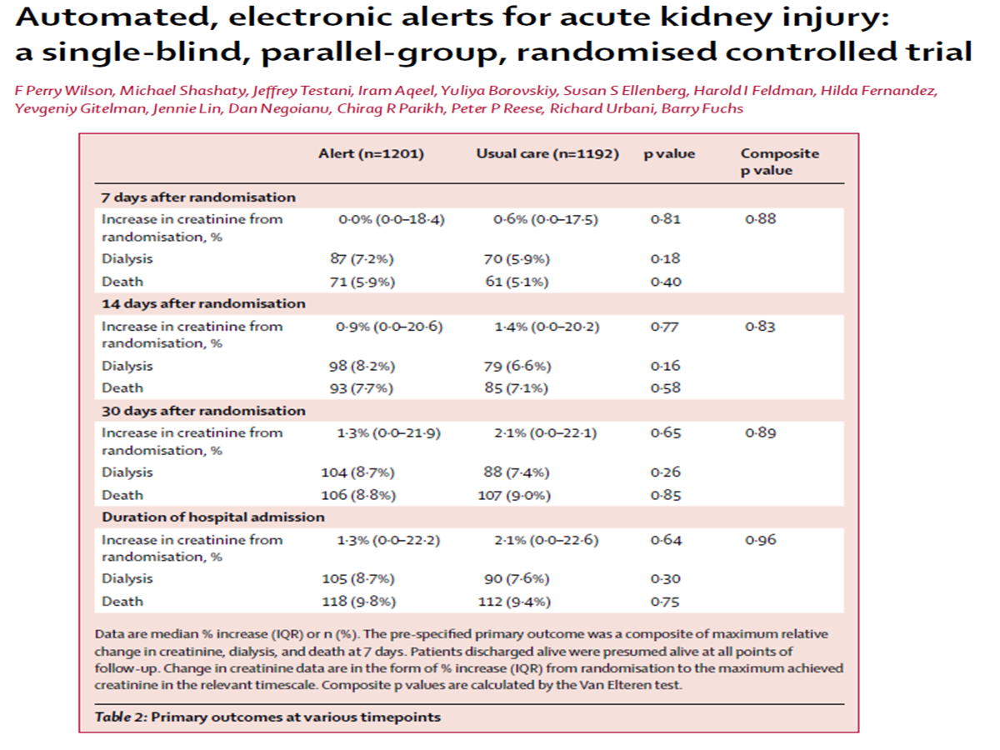 Automated, electronic alerts for acute kidney injury:
a single-blind, parallel-group, randomised controlled trial
F Perry Wilson, Michael Shashaty, Jeffrey Testani, Iram Aqeel, Yuliya Borovskiy, Susan S Ellenberg, Harold I Feldman, Hilda Fernandez,
Yevgeniy Gitelman, Jennie Lin, Dan Negoianu, Chirag R Parikh, Peter P Reese, Richard Urbani, Barry Fuchs
Alert (n=1201) Usual care (n=1192) p value Composite
p value
7 days after randomisation
Increase in creatinine from 0·0% (0·0–18·4) 0·6% (0·0–17·5) 0·81 0·88
randomisation, %
Dialysis 87 (7·2%) 70 (5·9%) 0·18
Death 71 (5·9%) 61 (5·1%) 0·40
14 days after randomisation
Increase in creatinine from 0·9% (0·0–20·6) 1·4% (0·0–20·2) 0·77 0·83
randomisation, %
Dialysis 98 (8·2%) 79 (6·6%) 0·16
Death 93 (7·7%) 85 (7·1%) 0·58
30 days after randomisation
Increase in creatinine from 1·3% (0·0–21·9) 2·1% (0·0–22·1) 0·65 0·89
randomisation, %
Dialysis 104 (8·7%) 88 (7·4%) 0·26
Death 106 (8·8%) 107 (9·0%) 0·85
Duration of hospital admission
Increase in creatinine from 1·3% (0·0–22·2) 2·1% (0·0–22·6) 0·64 0·96
randomisation, %
Dialysis 105 (8·7%) 90 (7·6%) 0·30
Death 118 (9·8%) 112 (9·4%) 0·75
Data are median % increase (IQR) or n (%). The pre-specified primary outcome was a composite of maximum relative
change in creatinine, dialysis, and death at 7 days. Patients discharged alive were presumed alive at all points of
follow-up. Change in creatinine data are in the form of % increase (IQR) from randomisation to the maximum achieved
creatinine in the relevant timescale. Composite p values are calculated by the Van Elteren test.
Table 2: Primary outcomes at various timepoints